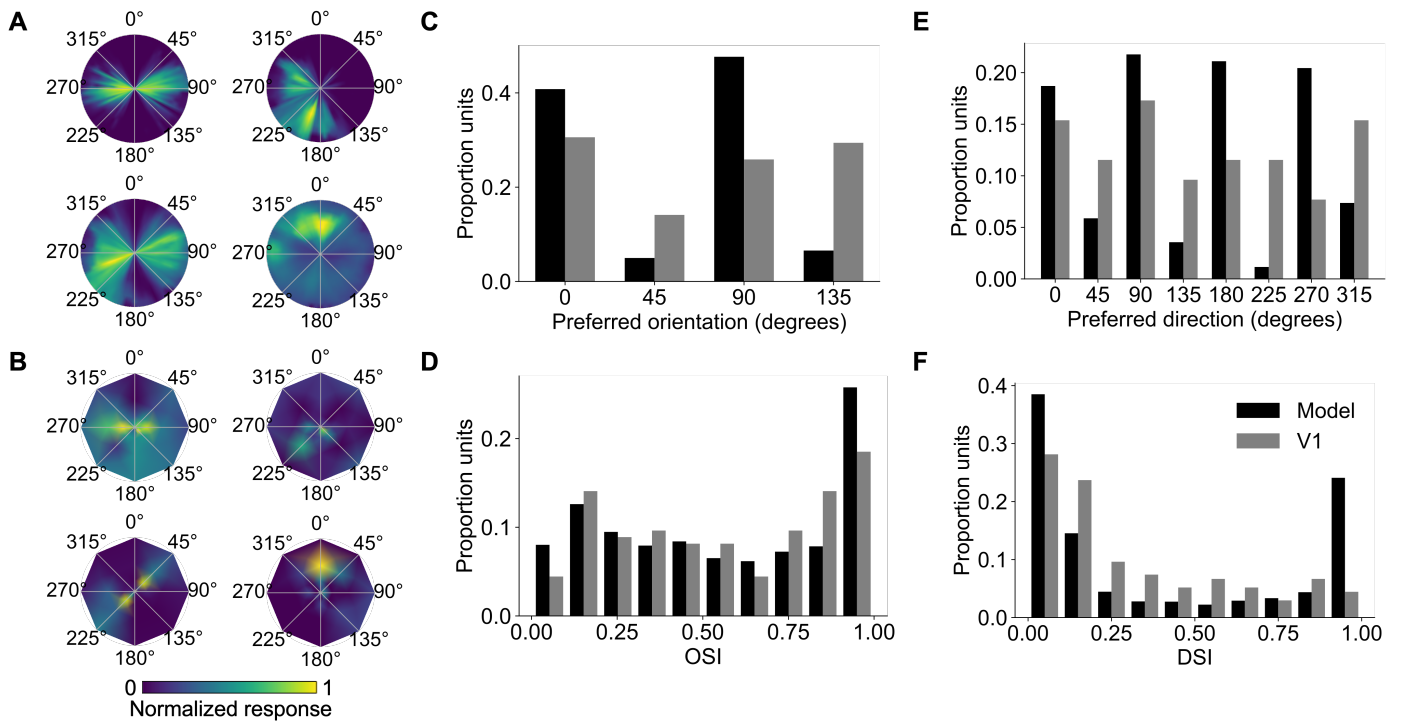 A
0°
315° 45°
270° 90°
225° 135°
180°
0°
315° 45°
270° 90°
225° 135°
180°
0°
315° 45°
270° 90°
225° 135°
180°
0°
315° 45°
270° 90°
225° 135°
180°
B
0°
315° 45°
270° 90°
225° 135°
180°
0°
315° 45°
270° 90°
225° 135°
180°
0°
315° 45°
270° 90°
225° 135°
180°
0°
315° 45°
270° 90°
225° 135°
180°
0 1
Normalized response
C
Proportion units
0.4
0.2
0.0
0 45 90 135
Preferred orientation (degrees)
D
Proportion units
0.2
0.1
0.0
0.00 0.25 0.50 0.75 1.00
OSI
E
Proportion units
0.20
0.15
0.10
0.05
0.00
0 45 90 135 180 225 270 315
Preferred direction (degrees)
F
Proportion units
0.4
0.3
0.2
0.1
0.0
Model
V1
0.00 0.25 0.50 0.75 1.00
DSI